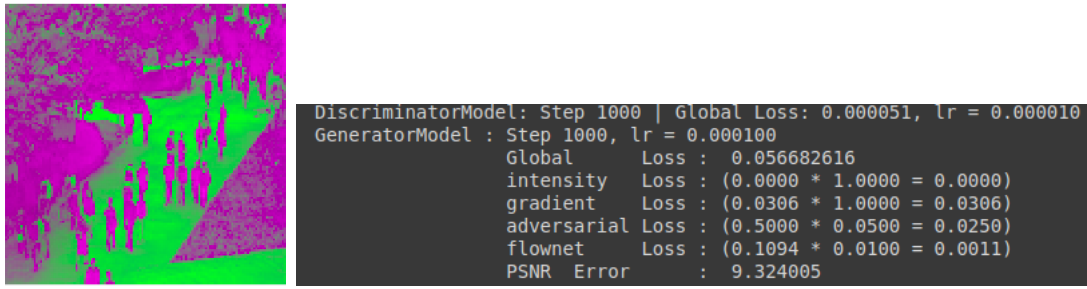 DiscriminatorModel: Step 1000 | Global Loss: 0.000051, lr = 0.000010
GeneratorModel : Step 1000, lr = 0.000100
Global Loss : 0.056682616
intensity Loss : (0.0000 * 1.0000 = 0.0000)
gradient Loss : (0.0306 * 1.0000 = 0.0306)
adversarial Loss : (0.5000 * 0.0500 = 0.0250)
flownet Loss : (0.1094 * 0.0100 = 0.0011)
PSNR Error : 9.324005